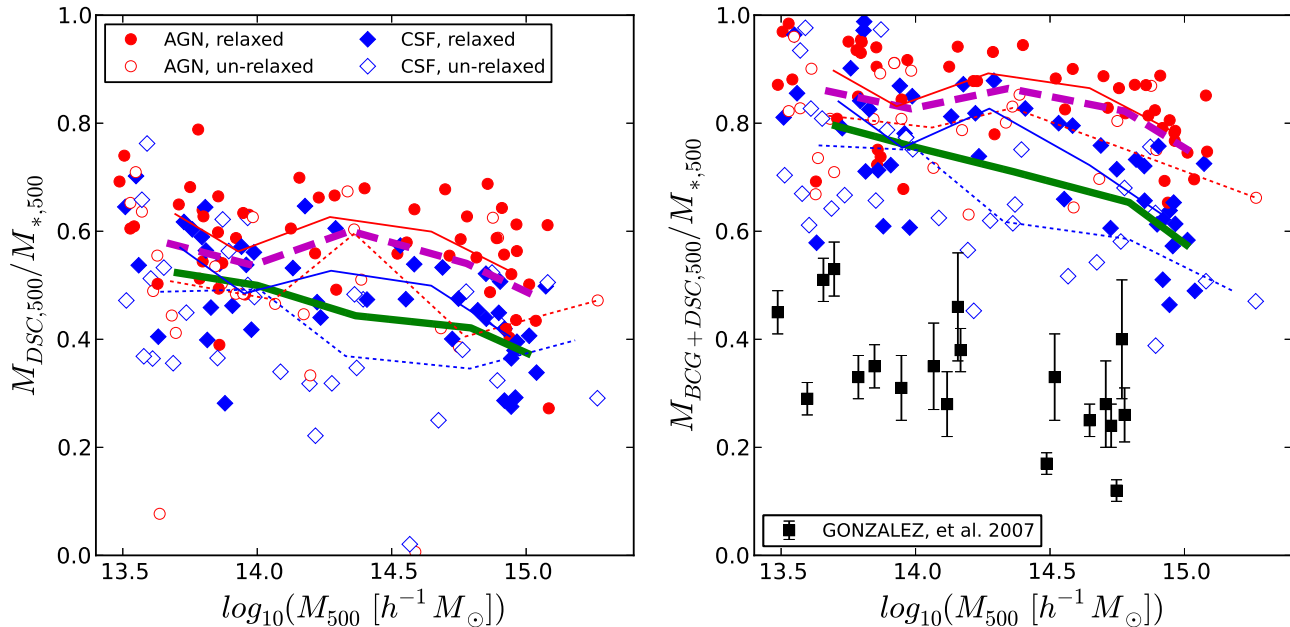 1.0
0.8
0.6
0.4
0.2
0.0
13.5 14.0 14.5 15.0
AGN, relaxed CSF, relaxed
AGN, un-relaxed CSF, un-relaxed
M_{DSC,500}/M_{*,500}
log_{10}(M_{500} [h^{-1} M_⊙])
1.0
0.8
0.6
0.4
0.2
0.0
13.5 14.0 14.5 15.0
GONZALEZ, et al. 2007
M_{BCG+DSC,500}/M_{*,500}
log_{10}(M_{500} [h^{-1} M_⊙])